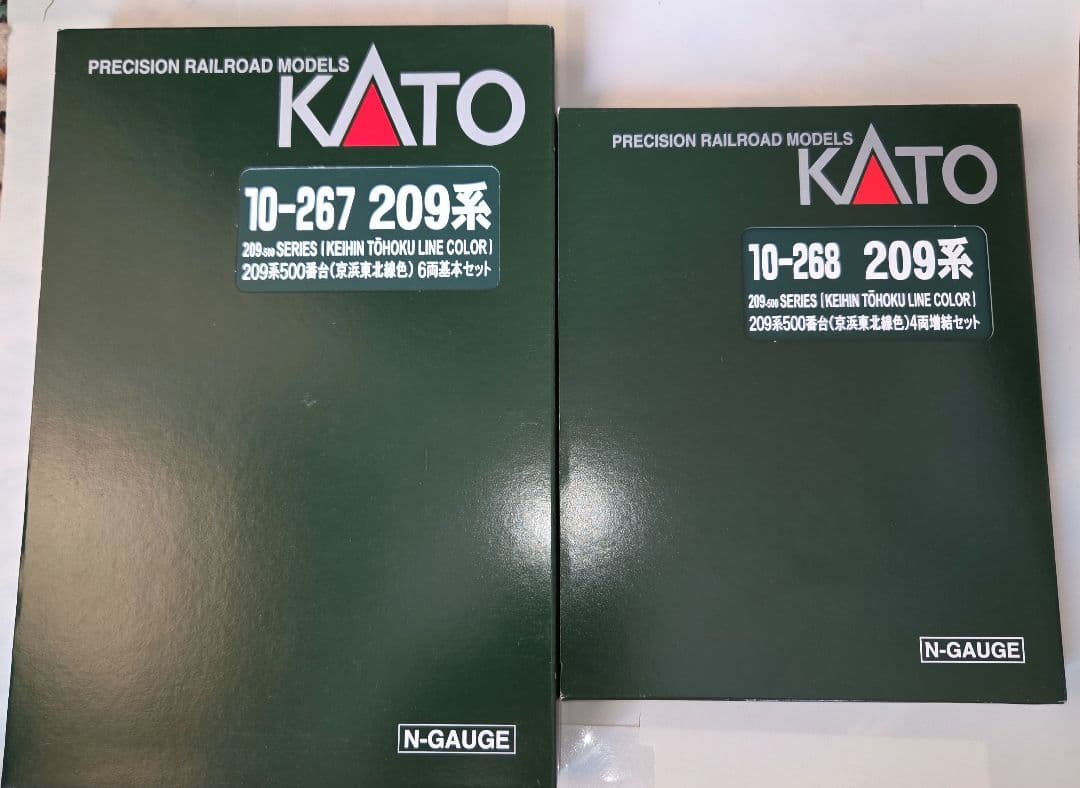 PRECISION RAILROAD MODELS
KATO
10-267 209系
209-500 SERIES [KEIHIN TŌHOKU LINE COLOR]
209系500番台(京浜東北線色) 6両基本セット
N-GAUGE
PRECISION RAILROAD MODELS
KATO
10-268 209系
209-500 SERIES [KEIHIN TŌHOKU LINE COLOR]
209系500番台(京浜東北線色)4両増結セット
N-GAUGE